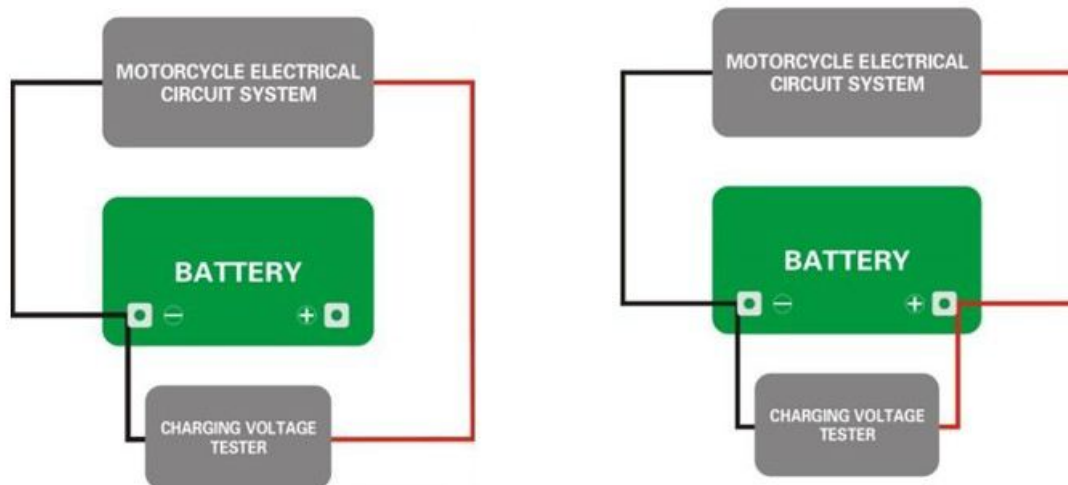 MOTORCYCLE ELECTRICAL
CIRCUIT SYSTEM
BATTERY
− +
CHARGING VOLTAGE
TESTER
MOTORCYCLE ELECTRICAL
CIRCUIT SYSTEM
BATTERY
− +
CHARGING VOLTAGE
TESTER